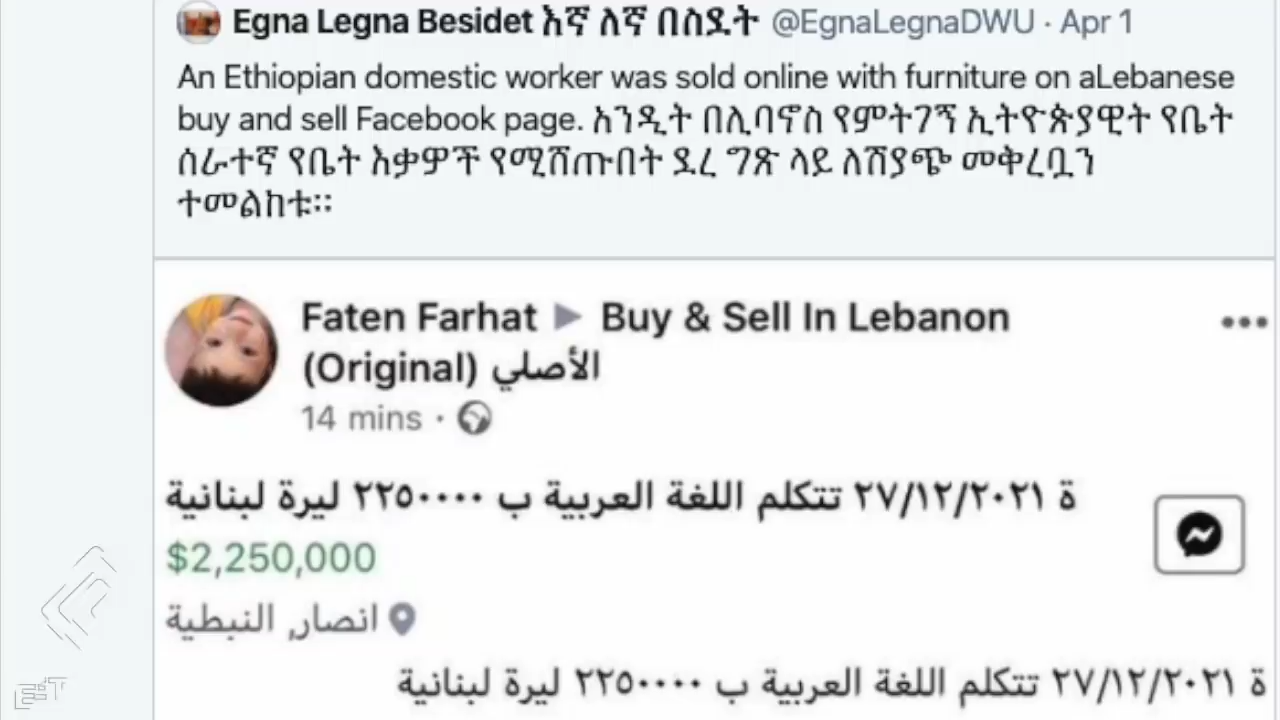 Egna Legna Besidet እኛ ለኛ በስደት @EgnaLegnaDWU · Apr 1
An Ethiopian domestic worker was sold online with furniture on aLebanese
buy and sell Facebook page. አንዲት በሊባኖስ የምትገኝ ኢትዮጵያዊት የቤት
ሰራተኛ የቤት እቃዎች የሚሸጡበት ደረ ግጽ ላይ ለሽያጭ መቅረቧን
ተመልከቱ።
Faten Farhat ▶ Buy & Sell In Lebanon
(Original) الأصلي
14 mins ·
ة ٢٧/١٢/٢٠٢١ تتكلم اللغة العربية ب ٢٢٥٠٠٠٠ ليرة لبنانية
$2,250,000
انصار, النبطية
ة ٢٧/١٢/٢٠٢١ تتكلم اللغة العربية ب ٢٢٥٠٠٠٠ ليرة لبنانية